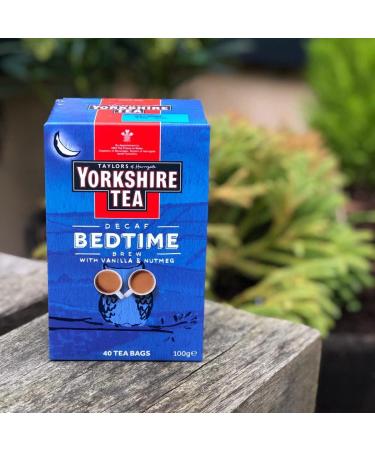 YORKSHIRE
TEA
TAYLORS of Harrogate
YORKSHIRE
TEA
DECAF
BEDTIME
BREW
WITH VANILLA & NUTMEG
40 TEA BAGS
100g℮